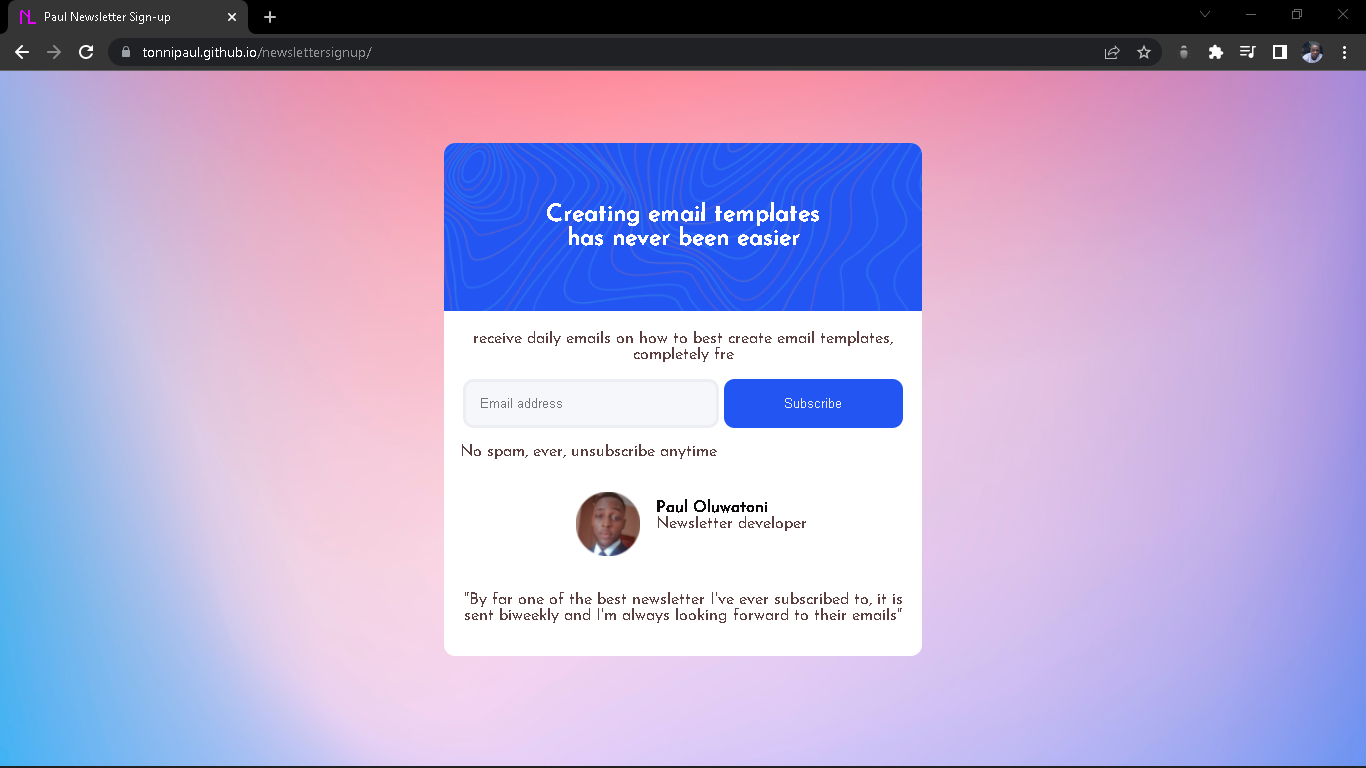 Paul Newsletter Sign-up
tonnipaul.github.io/newslettersignup/
Creating email templates
has never been easier
receive daily emails on how to best create email templates,
completely fre
Email address
Subscribe
No spam, ever, unsubscribe anytime
Paul Oluwatoni
Newsletter developer
"By far one of the best newsletter I've ever subscribed to, it is
sent biweekly and I'm always looking forward to their emails"